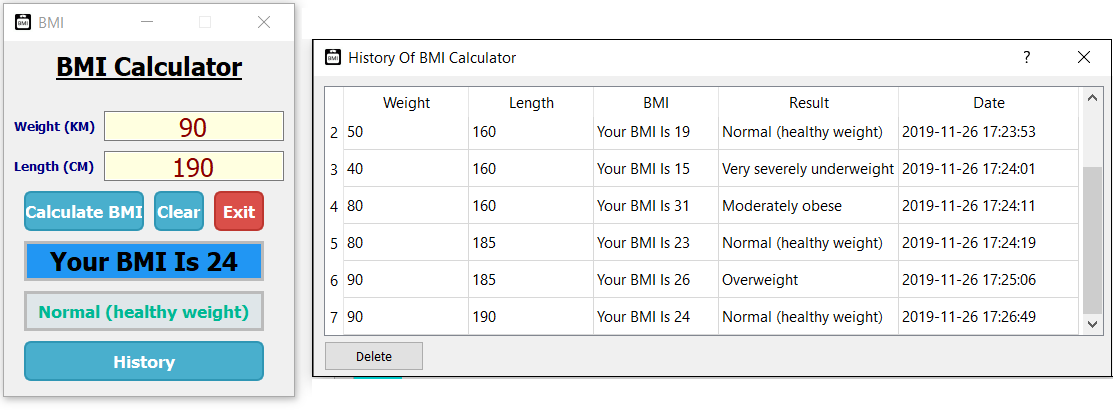 BMI BMI
BMI Calculator
Weight (KM) 90
Length (CM) 190
Calculate BMI Clear Exit
Your BMI Is 24
Normal (healthy weight)
History
BMI History Of BMI Calculator ?
Weight Length BMI Result Date
2 50 160 Your BMI Is 19 Normal (healthy weight) 2019-11-26 17:23:53
3 40 160 Your BMI Is 15 Very severely underweight 2019-11-26 17:24:01
4 80 160 Your BMI Is 31 Moderately obese 2019-11-26 17:24:11
5 80 185 Your BMI Is 23 Normal (healthy weight) 2019-11-26 17:24:19
6 90 185 Your BMI Is 26 Overweight 2019-11-26 17:25:06
7 90 190 Your BMI Is 24 Normal (healthy weight) 2019-11-26 17:26:49
Delete